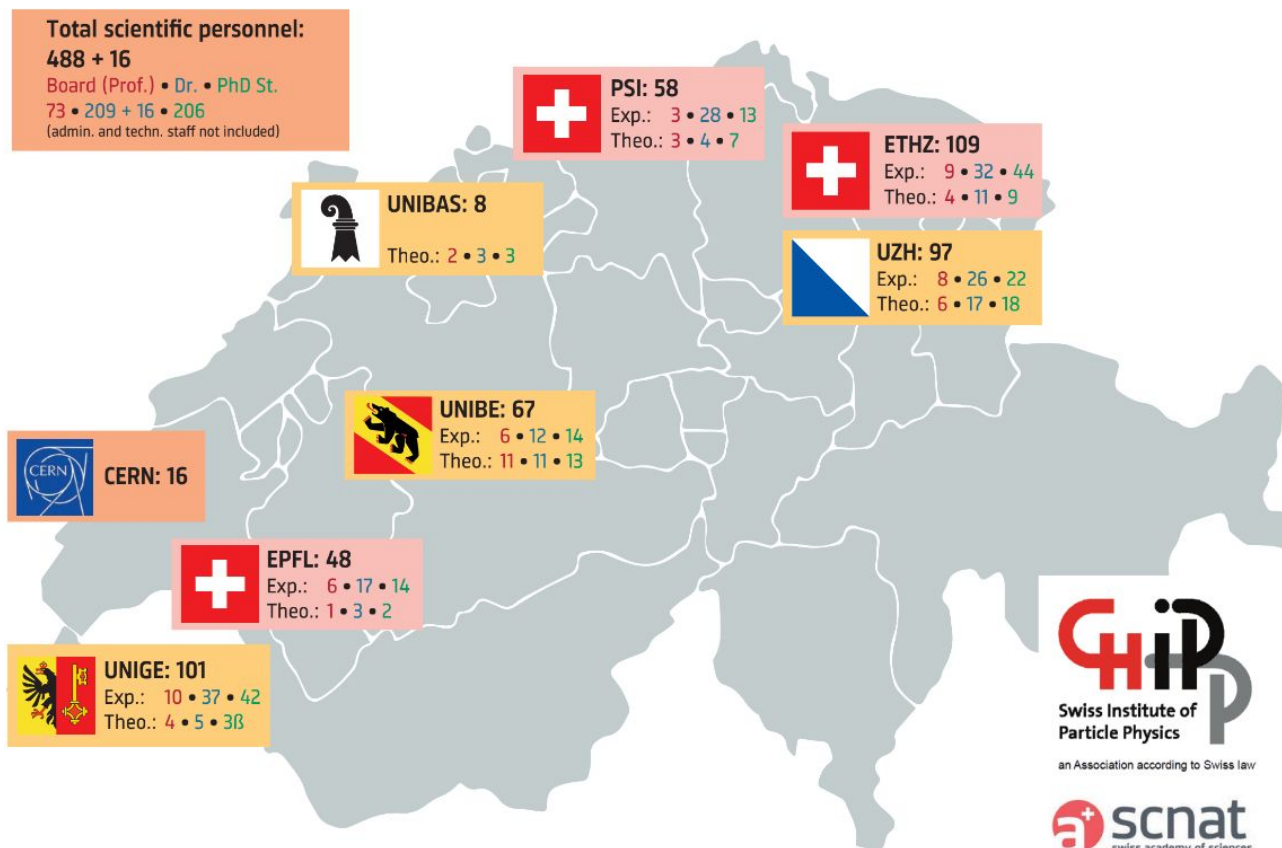 Total scientific personnel:
488 + 16
Board (Prof.) • Dr. • PhD St.
73 • 209 + 16 • 206
(admin. and techn. staff not included)
PSI: 58
Exp.: 3 • 28 • 13
Theo.: 3 • 4 • 7
ETHZ: 109
Exp.: 9 • 32 • 44
Theo.: 4 • 11 • 9
UNIBAS: 8
Theo.: 2 • 3 • 3
UZH: 97
Exp.: 8 • 26 • 22
Theo.: 6 • 17 • 18
UNIBE: 67
Exp.: 6 • 12 • 14
Theo.: 11 • 11 • 13
CERN
CERN: 16
EPFL: 48
Exp.: 6 • 17 • 14
Theo.: 1 • 3 • 2
UNIGE: 101
Exp.: 10 • 37 • 42
Theo.: 4 • 5 • 3ß
CHiPP
Swiss Institute of
Particle Physics
an Association according to Swiss law
a+ scnat
swiss academy of sciences